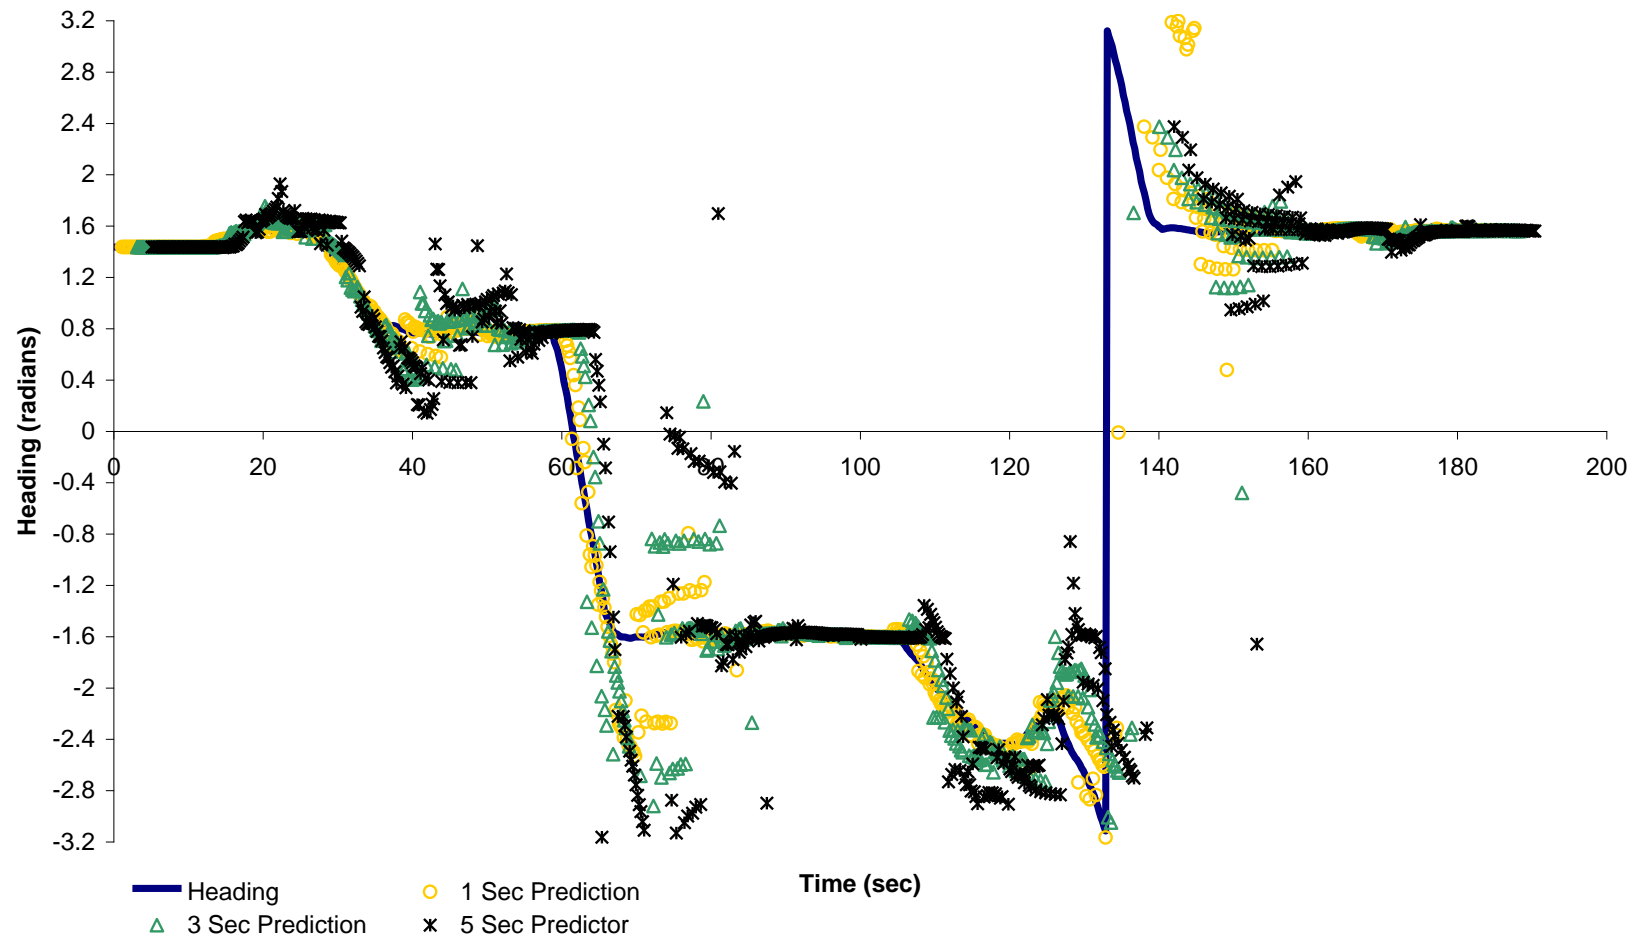 3.2
2.8
2.4
2
1.6
1.2
0.8
0.4
0
-0.4
-0.8
-1.2
-1.6
-2
-2.4
-2.8
-3.2
Heading (radians)
0 20 40 60 80 100 120 140 160 180 200
Time (sec)
Heading
1 Sec Prediction
3 Sec Prediction
5 Sec Predictor